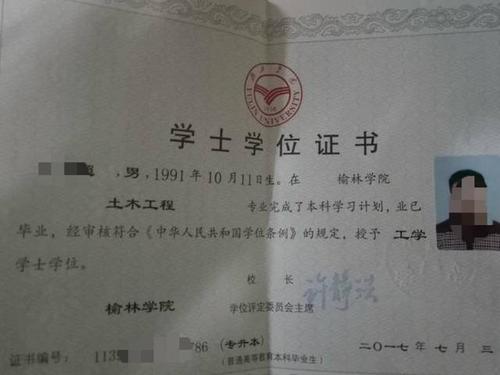 YULIN UNIVERSITY
学士学位证书
，男，1991年10月11日生。在 榆林学院
土木工程 专业完成了本科学习计划，业已
毕业，经审核符合《中华人民共和国学位条例》的规定，授予 工学
学士学位。
校 长
榆林学院 学位评定委员会主席
证书编号： 113 786 （专升本） 二〇一七年七月三
（普通高等教育本科毕业生）